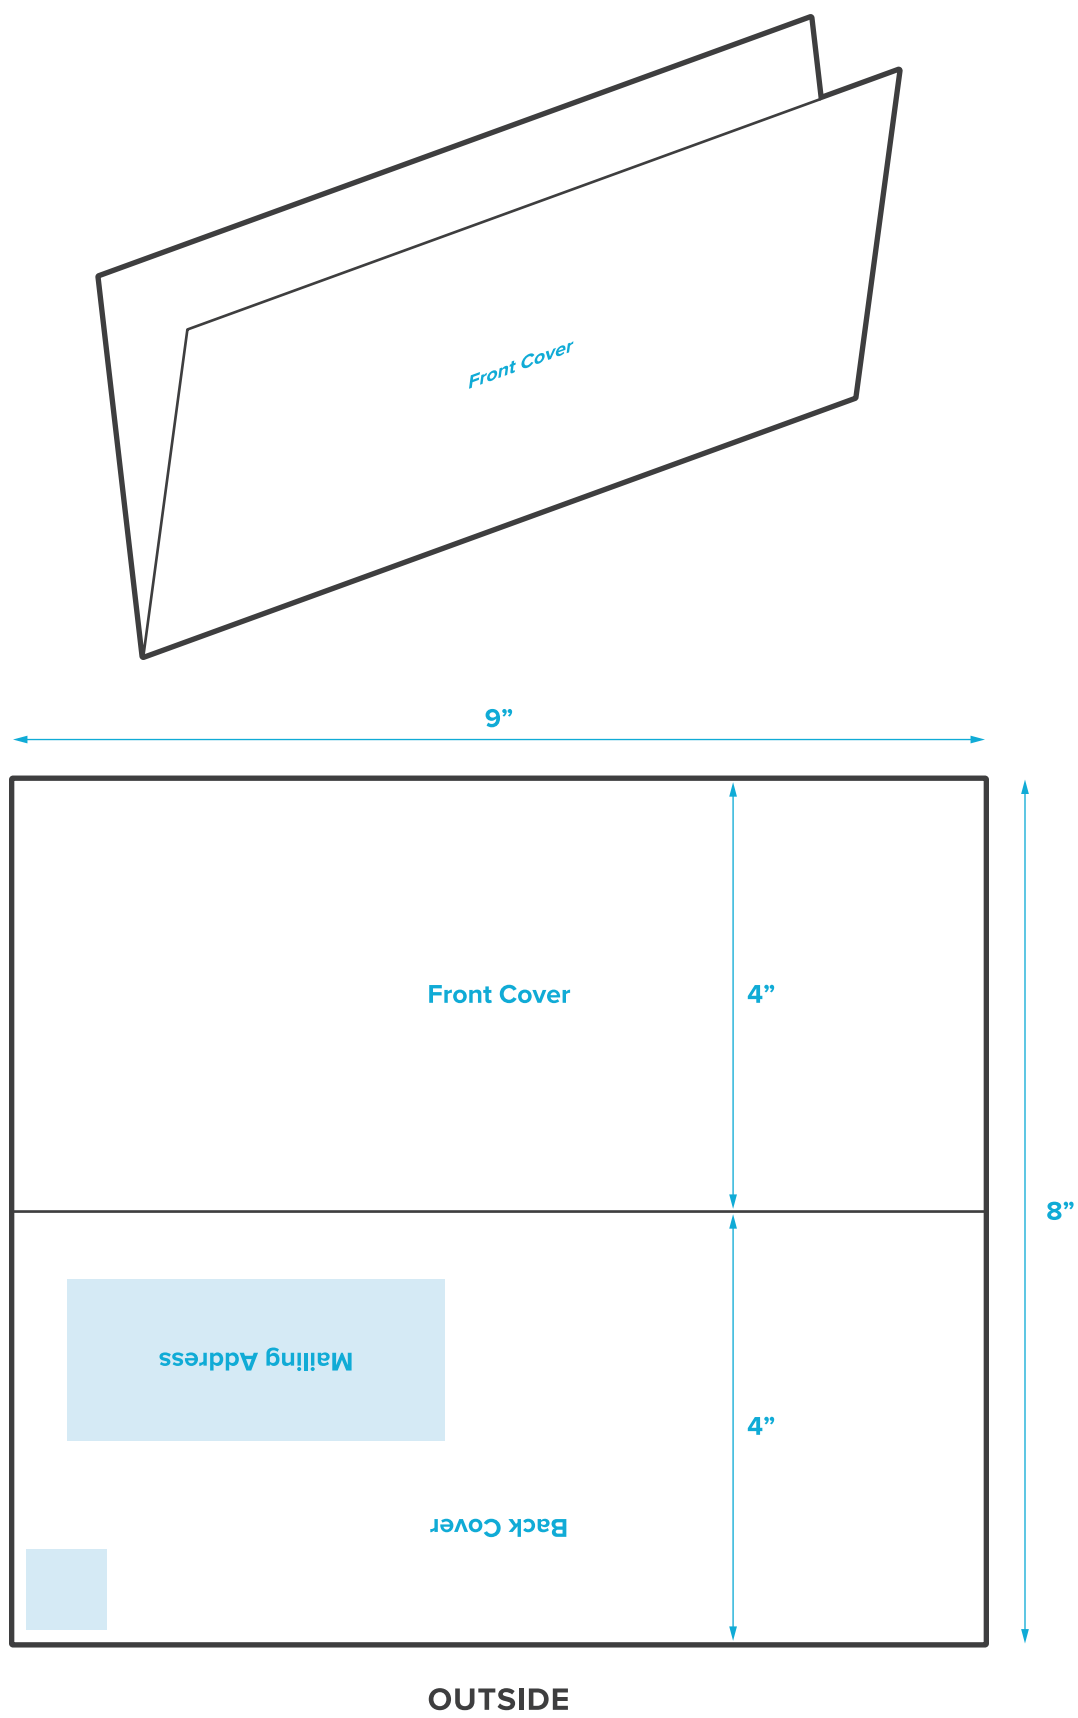 Front Cover
9”
Front Cover
4”
8”
Mailing Address
4”
Back Cover
OUTSIDE